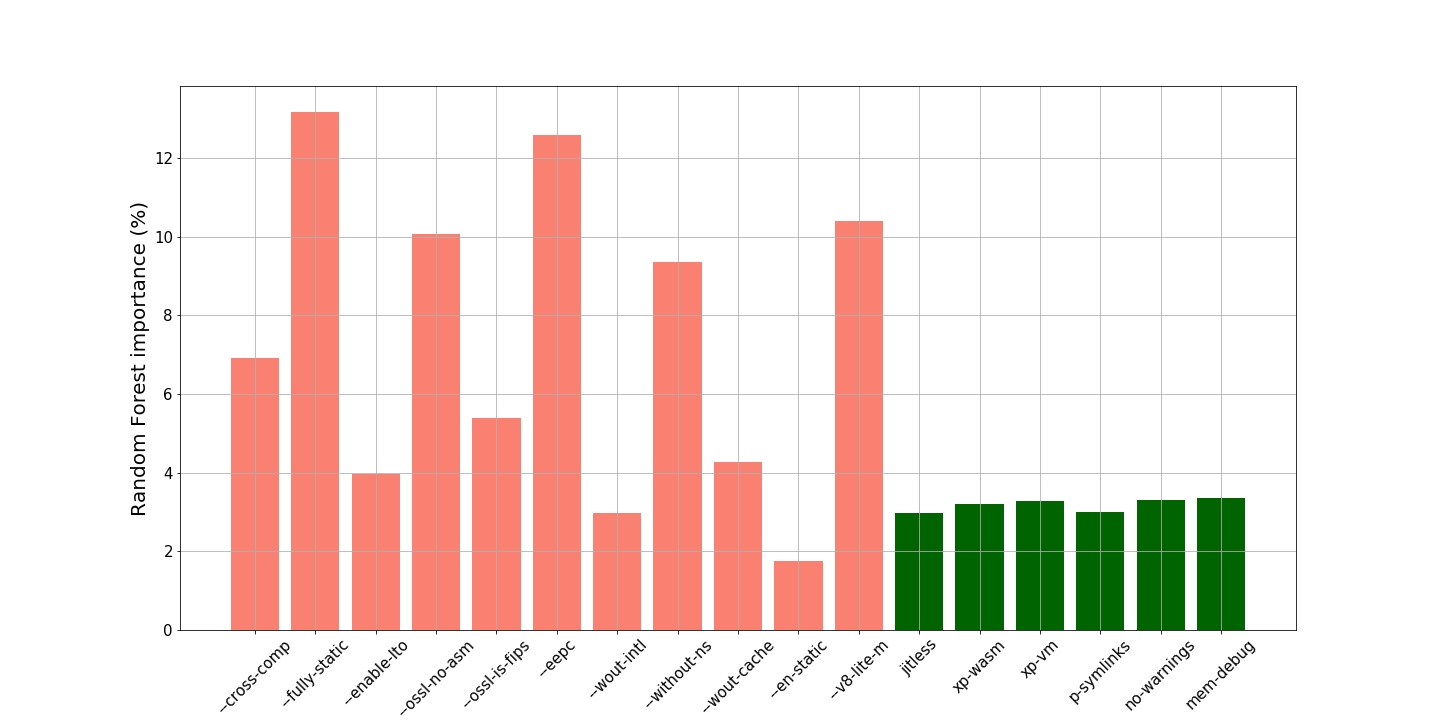 Random Forest importance (%)
12
10
8
6
4
2
0
--cross-comp
--fully-static
--enable-lto
--ossl-no-asm
--ossl-is-fips
--eepc
--wout-intl
--without-ns
--wout-cache
--en-static
--v8-lite-m
jitless
xp-wasm
xp-vm
p-symlinks
no-warnings
mem-debug